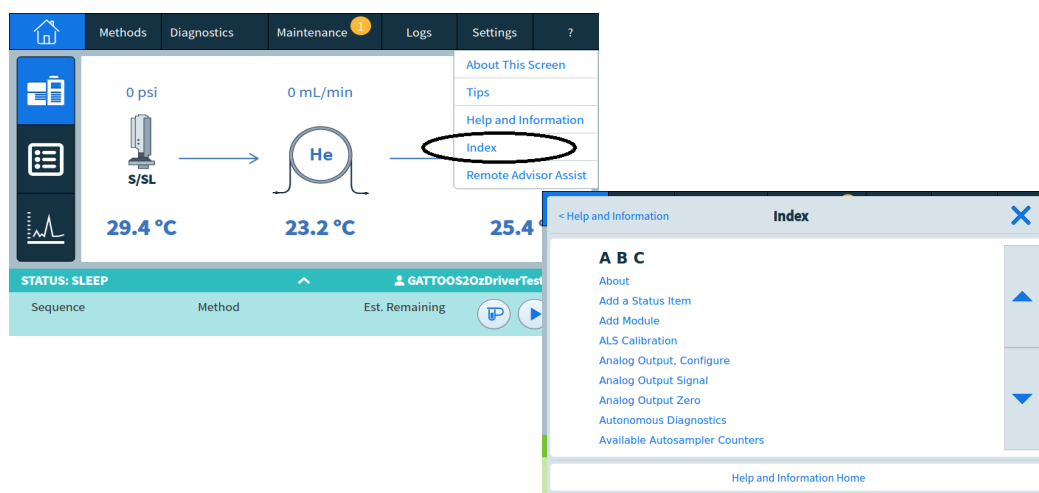 Methods Diagnostics Maintenance 1 Logs Settings ?
About This Screen
Tips
Help and Information
Index
Remote Advisor Assist
0 psi 0 mL/min
He
S/SL
29.4 °C 23.2 °C 25.4
STATUS: SLEEP GATTOOS2OzDriverTest
Sequence Method Est. Remaining
< Help and Information Index
A B C
About
Add a Status Item
Add Module
ALS Calibration
Analog Output, Configure
Analog Output Signal
Analog Output Zero
Autonomous Diagnostics
Available Autosampler Counters
Help and Information Home